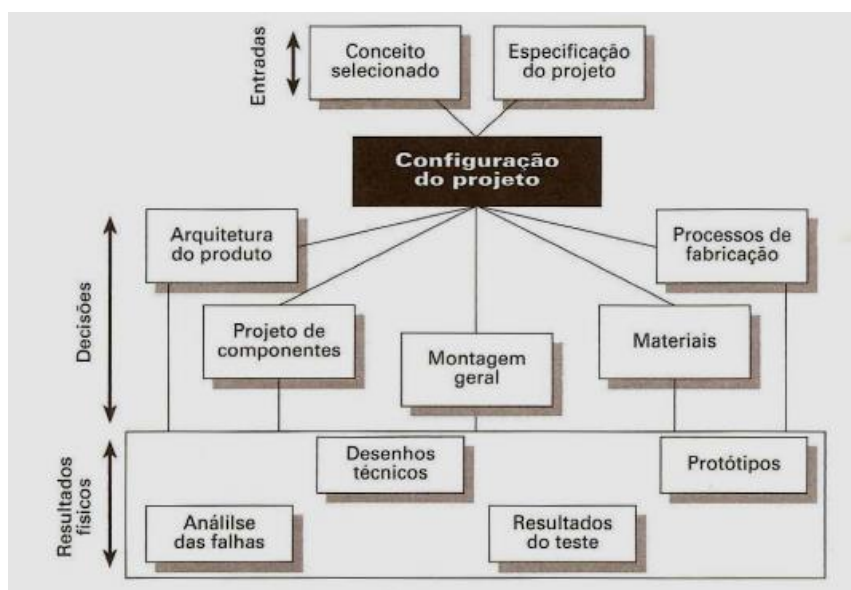 Entradas
Conceito
selecionado
Especificação
do projeto
Configuração
do projeto
Decisões
Arquitetura
do produto
Processos de
fabricação
Projeto de
componentes
Montagem
geral
Materiais
Resultados
físicos
Desenhos
técnicos
Protótipos
Análilse
das falhas
Resultados
do teste